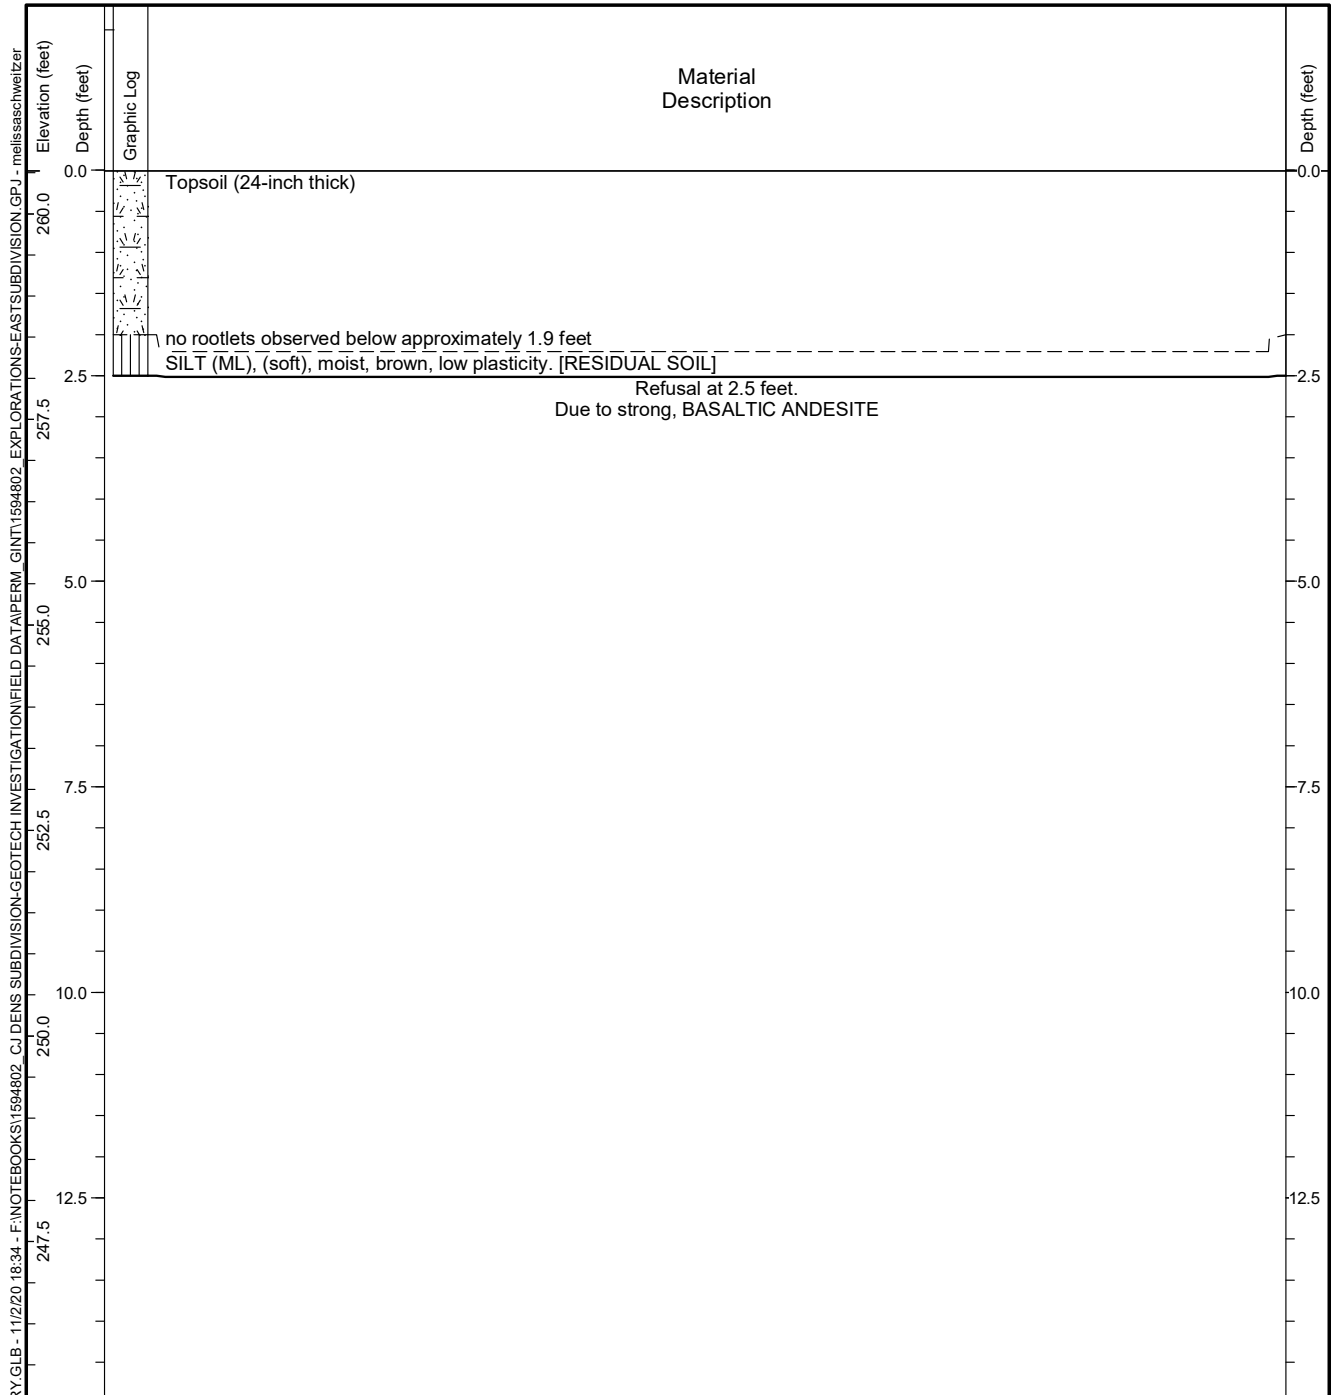 RY.GLB - 11/2/20 18:34 - F:\NOTEBOOKS\1594802_CJ DENS SUBDIVISION-GEOTECH INVESTIGATION\FIELD DATA\PERM_GINT\1594802_EXPLORATIONS-EASTSUBDIVISION.GPJ - melissaschweitzer
Elevation (feet)
Depth (feet)
Graphic Log
Material
Description
Depth (feet)
0.0
0.0
Topsoil (24-inch thick)
260.0
no rootlets observed below approximately 1.9 feet
SILT (ML), (soft), moist, brown, low plasticity. [RESIDUAL SOIL]
2.5
2.5
Refusal at 2.5 feet.
Due to strong, BASALTIC ANDESITE
257.5
5.0
5.0
255.0
7.5
7.5
252.5
10.0
10.0
250.0
12.5
12.5
247.5